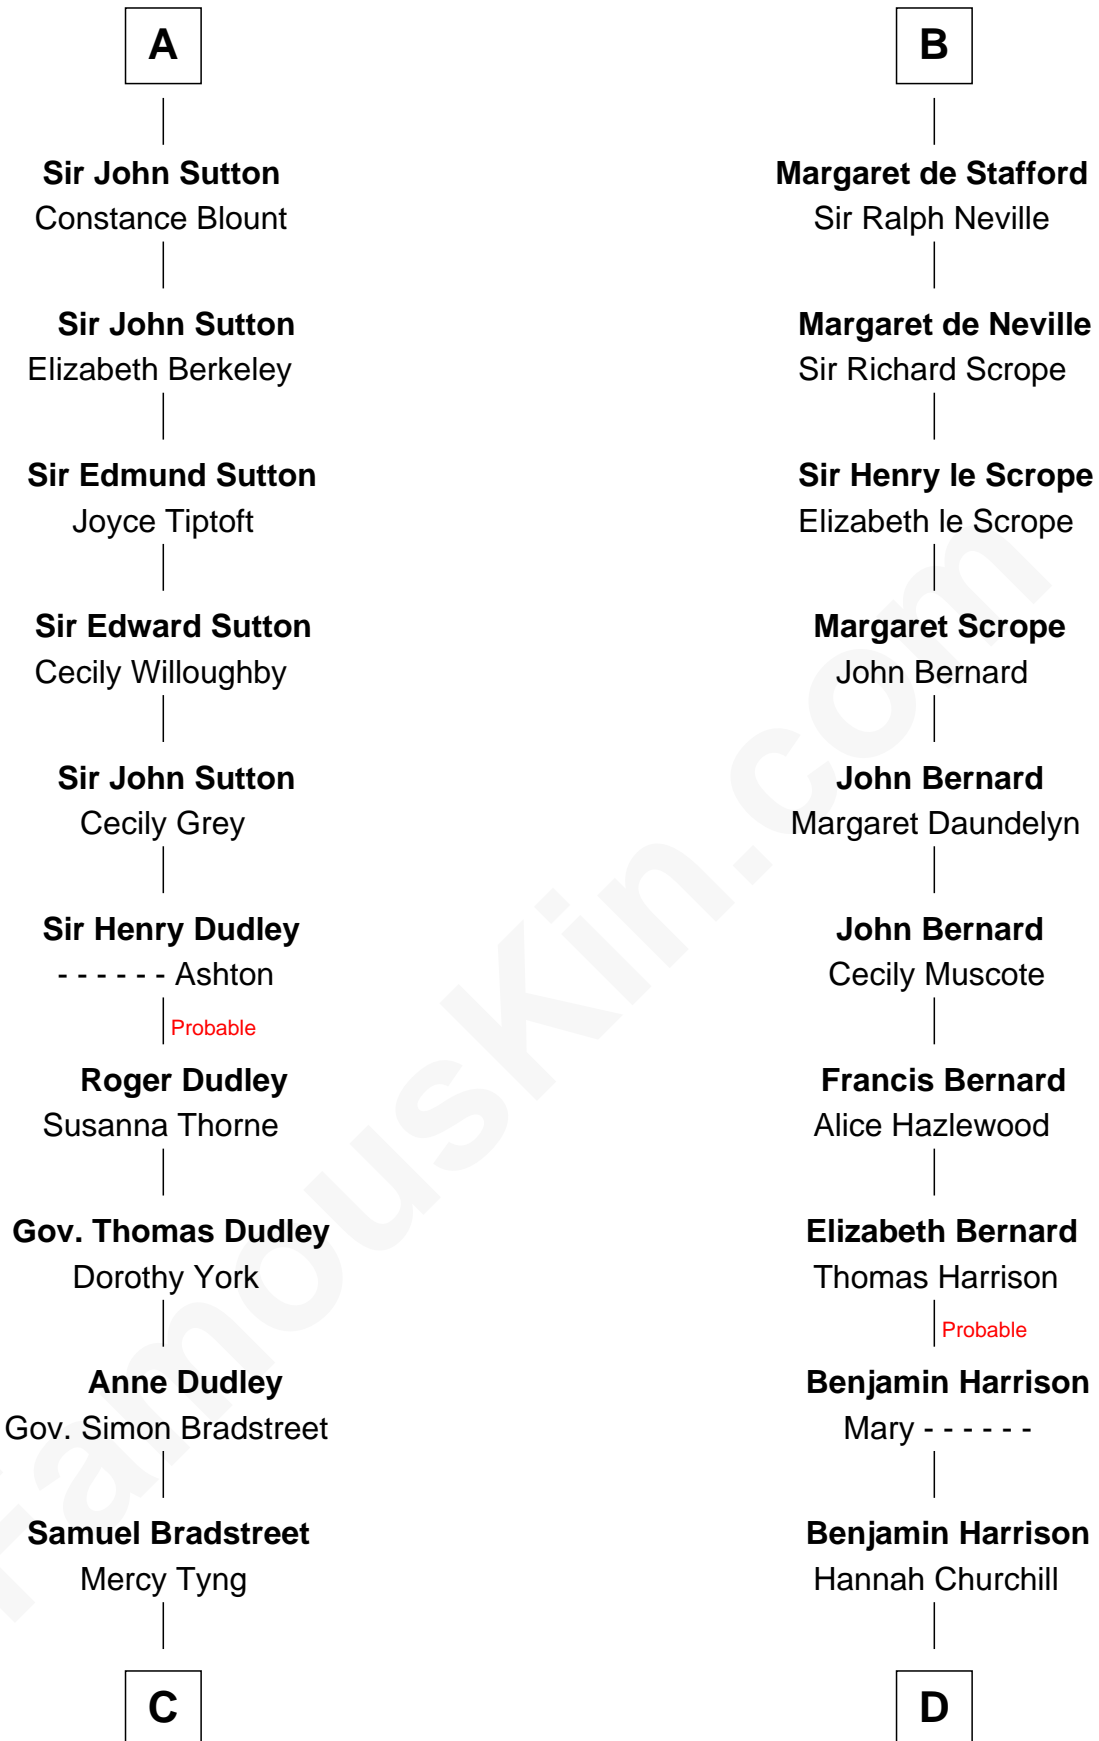 A
Sir John Sutton
Constance Blount
Sir John Sutton
Elizabeth Berkeley
Sir Edmund Sutton
Joyce Tiptoft
Sir Edward Sutton
Cecily Willoughby
Sir John Sutton
Cecily Grey
Sir Henry Dudley
- - - - - - Ashton
Probable
Roger Dudley
Susanna Thorne
Gov. Thomas Dudley
Dorothy York
Anne Dudley
Gov. Simon Bradstreet
Samuel Bradstreet
Mercy Tyng
C
B
Margaret de Stafford
Sir Ralph Neville
Margaret de Neville
Sir Richard Scrope
Sir Henry le Scrope
Elizabeth le Scrope
Margaret Scrope
John Bernard
John Bernard
Margaret Daundelyn
John Bernard
Cecily Muscote
Francis Bernard
Alice Hazlewood
Elizabeth Bernard
Thomas Harrison
Probable
Benjamin Harrison
Mary - - - - - -
Benjamin Harrison
Hannah Churchill
D
FamousKin.com